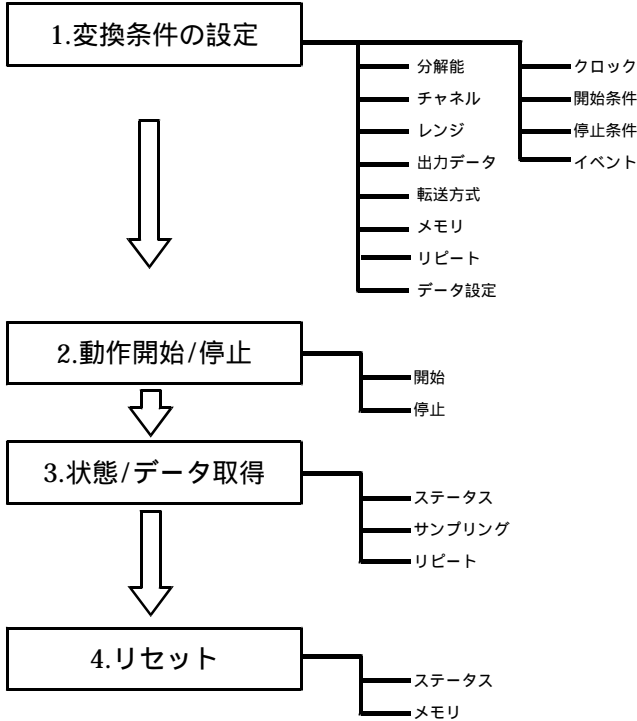 1.変換条件の設定
分解能
チャネル
レンジ
出力データ
転送方式
メモリ
リピート
データ設定
クロック
開始条件
停止条件
イベント
2.動作開始/停止
開始
停止
3.状態/データ取得
ステータス
サンプリング
リピート
4.リセット
ステータス
メモリ